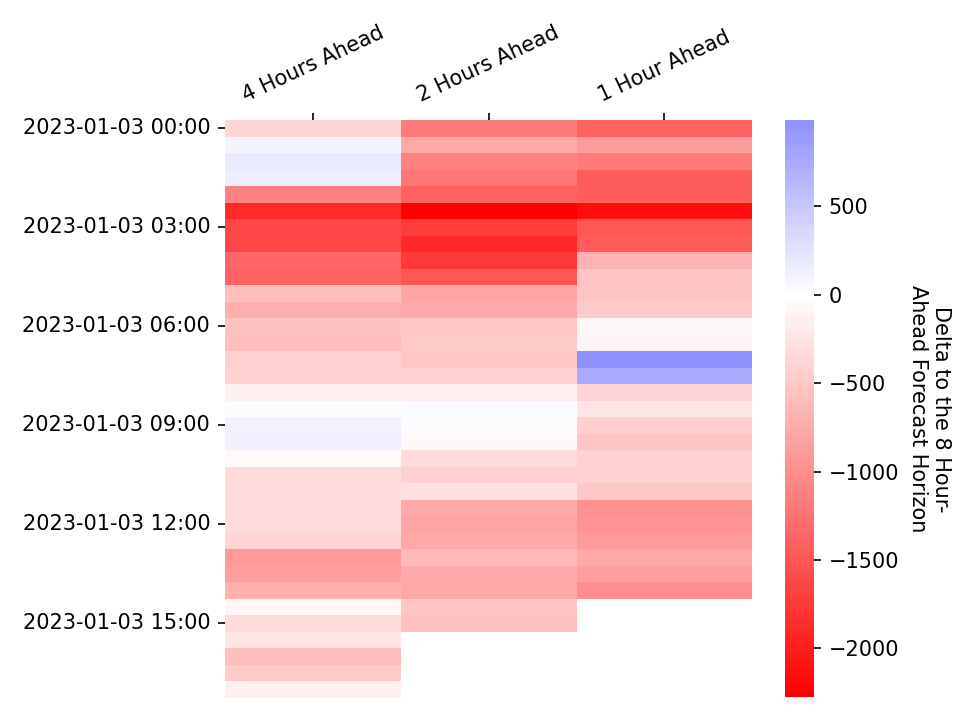 4 Hours Ahead
2 Hours Ahead
1 Hour Ahead
2023-01-03 00:00
2023-01-03 03:00
2023-01-03 06:00
2023-01-03 09:00
2023-01-03 12:00
2023-01-03 15:00
500
0
−500
−1000
−1500
−2000
Delta to the 8 Hour-
Ahead Forecast Horizon